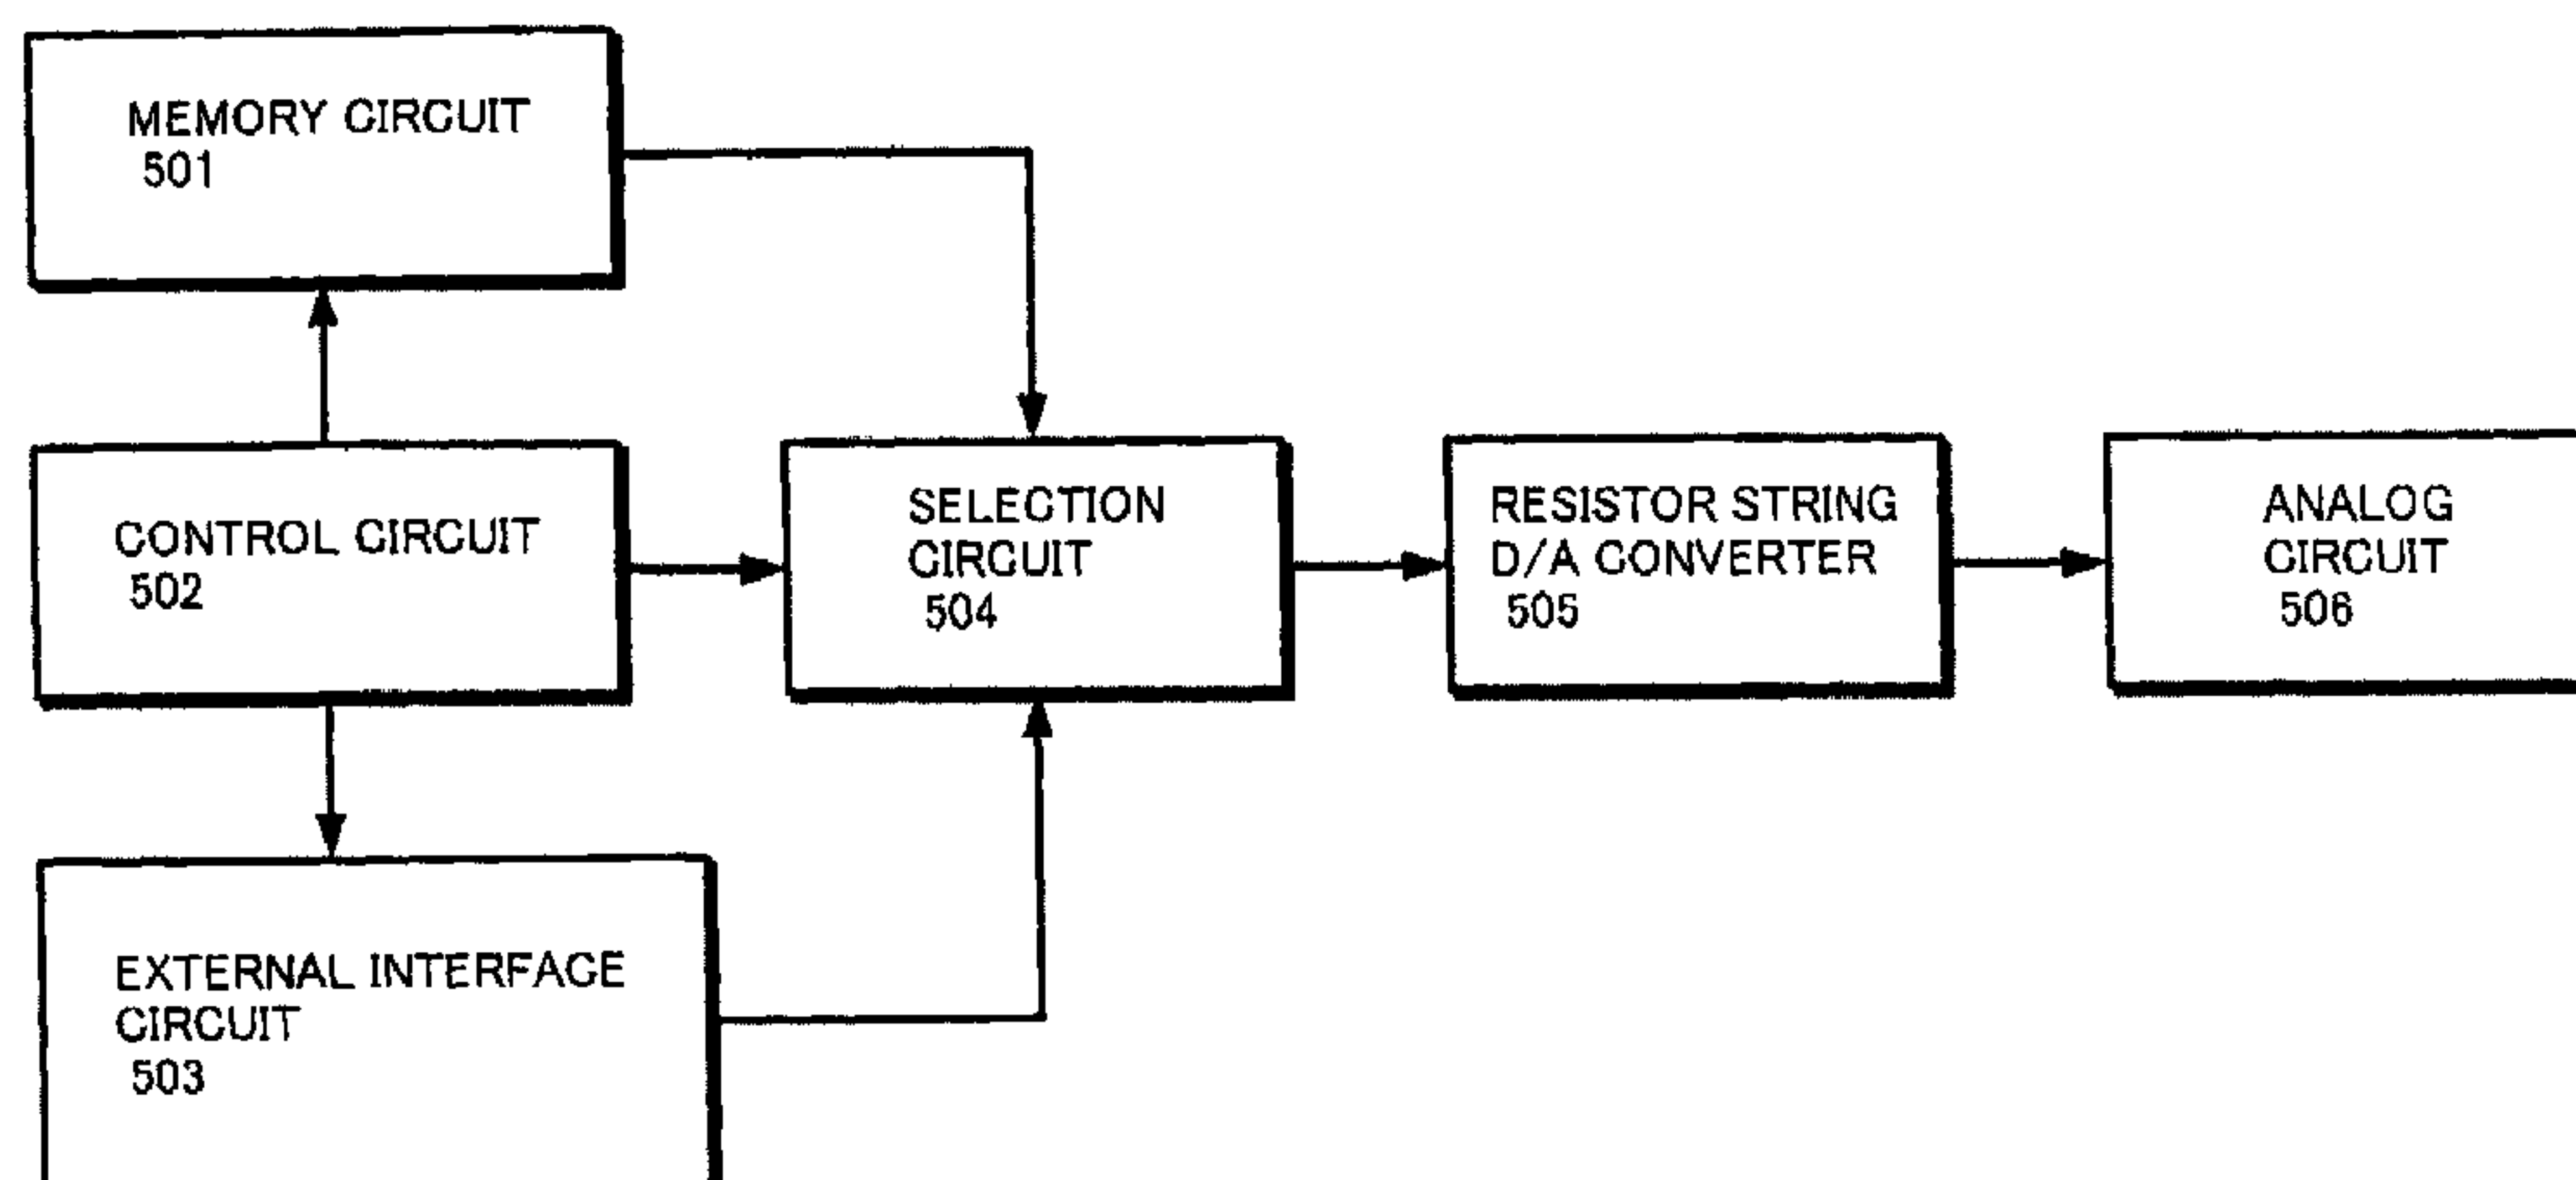 MEMORY CIRCUIT
501
CONTROL CIRCUIT
502
SELECTION
CIRCUIT
504
RESISTOR STRING
D/A CONVERTER
505
ANALOG
CIRCUIT
506
EXTERNAL INTERFACE
CIRCUIT
503